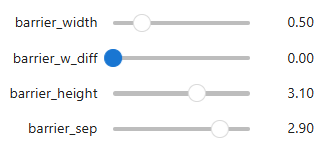 barrier_width 0.50
barrier_w_diff 0.00
barrier_height 3.10
barrier_sep 2.90